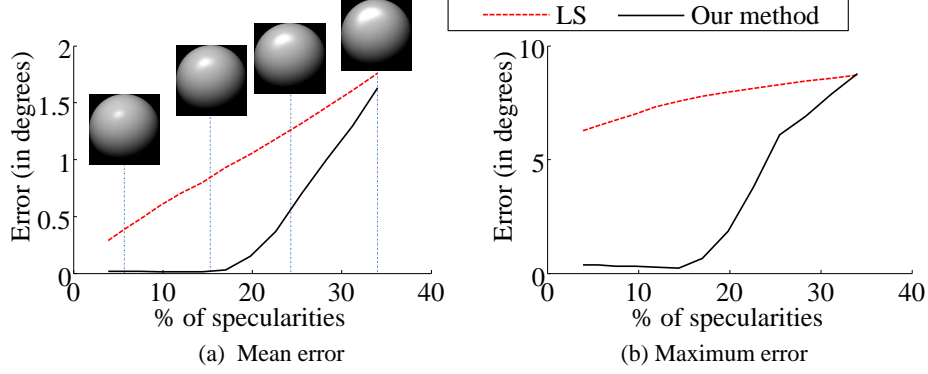 LS
Our method
Error (in degrees)
2
1.5
1
0.5
0
0
10
20
30
40
% of specularities
(a) Mean error
Error (in degrees)
10
5
0
0
10
20
30
40
% of specularities
(b) Maximum error